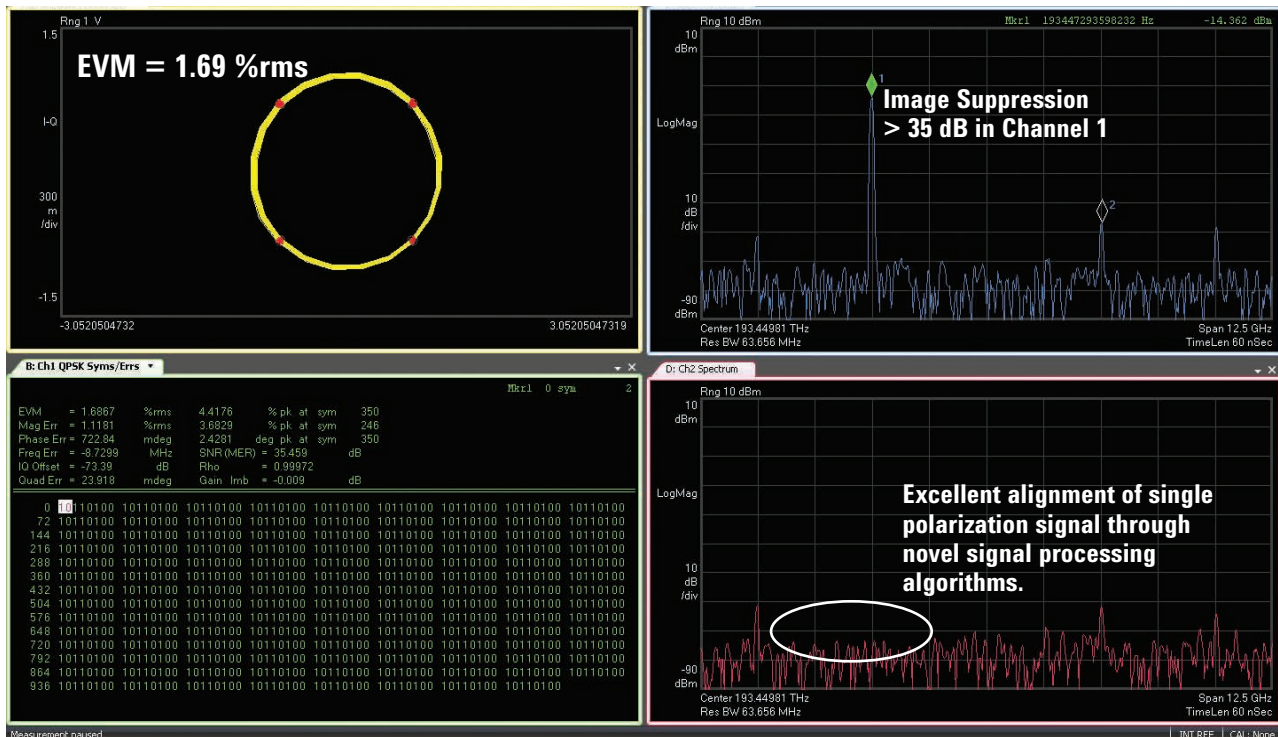 Rng 1 V
1.5
EVM = 1.69 %rms
I-Q
300
m
/div
-1.5
-3.0520504732 3.05205047319
Rng 10 dBm Mkr1 193447293598232 Hz -14.362 dBm
10
dBm
1
Image Suppression
> 35 dB in Channel 1
LogMag
10
dB
/div
2
-90
dBm
Center 193.44981 THz Span 12.5 GHz
Res BW 63.656 MHz TimeLen 60 nSec
B: Ch1 QPSK Syms/Errs
Mkr1 0 sym 2
EVM = 1.6867 %rms 4.4176 % pk at sym 350
Mag Err = 1.1181 %rms 3.6829 % pk at sym 246
Phase Err = 722.84 mdeg 2.4281 deg pk at sym 350
Freq Err = -8.7299 MHz SNR (MER) = 35.459 dB
IQ Offset = -73.39 dB Rho = 0.99972
Quad Err = 23.918 mdeg Gain Imb = -0.009 dB
0 10110100 10110100 10110100 10110100 10110100 10110100 10110100 10110100 10110100
72 10110100 10110100 10110100 10110100 10110100 10110100 10110100 10110100 10110100
144 10110100 10110100 10110100 10110100 10110100 10110100 10110100 10110100 10110100
216 10110100 10110100 10110100 10110100 10110100 10110100 10110100 10110100 10110100
288 10110100 10110100 10110100 10110100 10110100 10110100 10110100 10110100 10110100
360 10110100 10110100 10110100 10110100 10110100 10110100 10110100 10110100 10110100
432 10110100 10110100 10110100 10110100 10110100 10110100 10110100 10110100 10110100
504 10110100 10110100 10110100 10110100 10110100 10110100 10110100 10110100 10110100
576 10110100 10110100 10110100 10110100 10110100 10110100 10110100 10110100 10110100
648 10110100 10110100 10110100 10110100 10110100 10110100 10110100 10110100 10110100
720 10110100 10110100 10110100 10110100 10110100 10110100 10110100 10110100 10110100
792 10110100 10110100 10110100 10110100 10110100 10110100 10110100 10110100 10110100
864 10110100 10110100 10110100 10110100 10110100 10110100 10110100 10110100 10110100
936 10110100 10110100 10110100 10110100 10110100 10110100 10110100 10110100
D: Ch2 Spectrum
Rng 10 dBm
10
dBm
LogMag
Excellent alignment of single
polarization signal through
novel signal processing
algorithms.
10
dB
/div
-90
dBm
Center 193.44981 THz Span 12.5 GHz
Res BW 63.656 MHz TimeLen 60 nSec
Measurement paused INT REF CAL: None